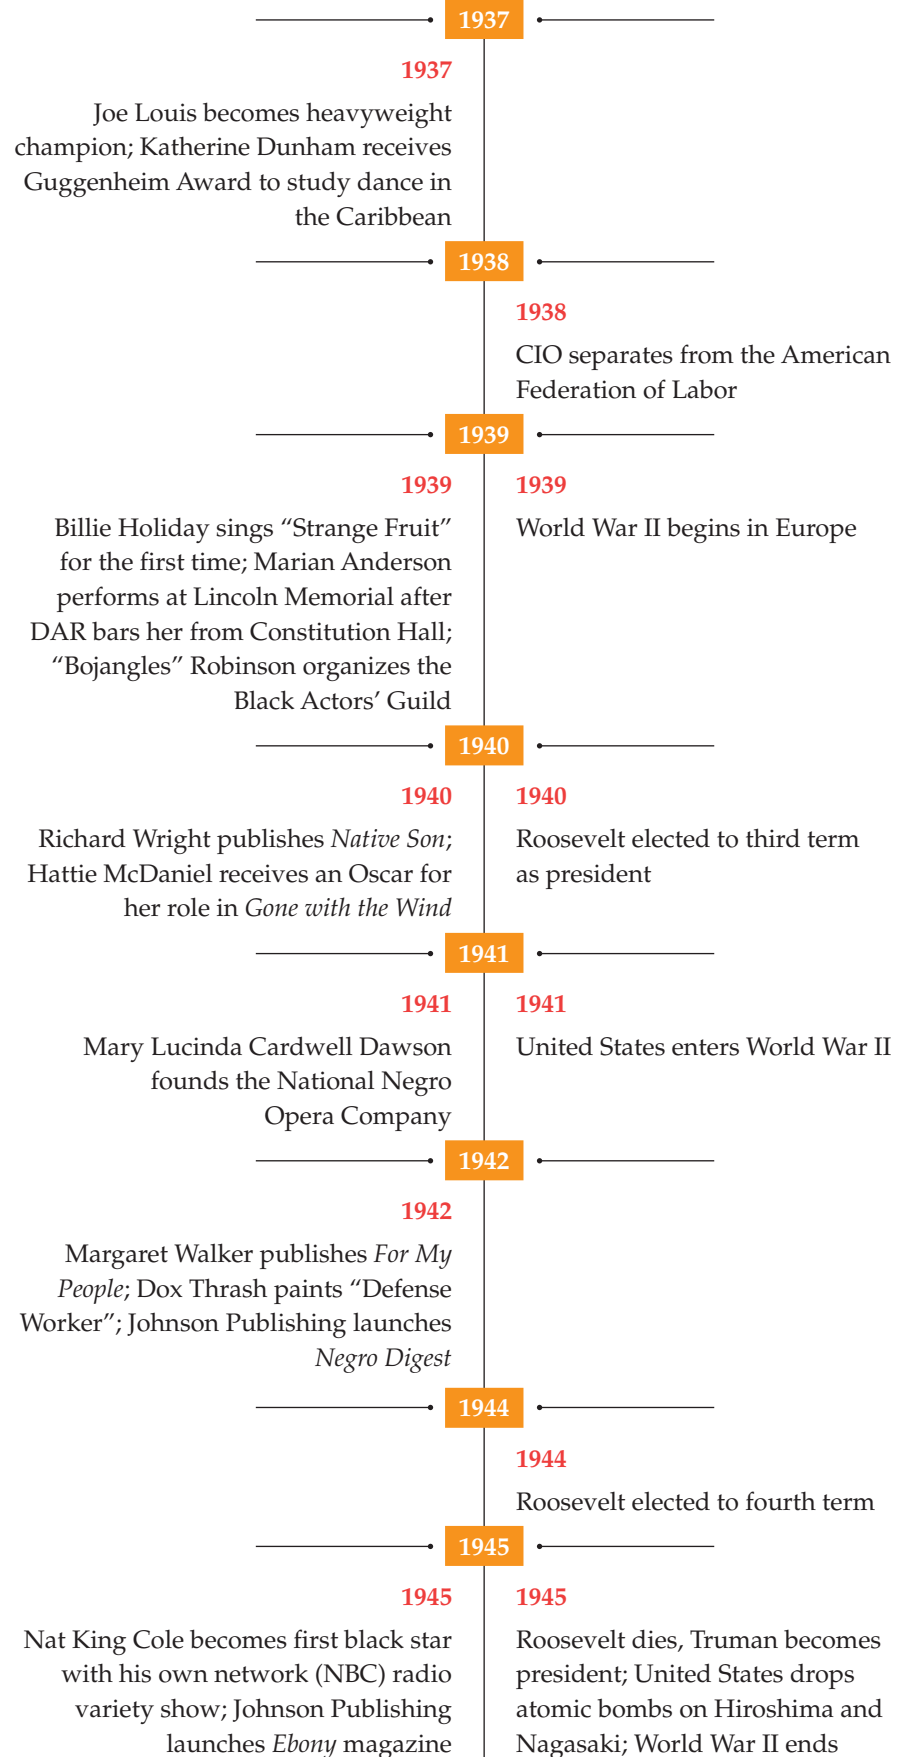 1937
1937
Joe Louis becomes heavyweight
champion; Katherine Dunham receives
Guggenheim Award to study dance in
the Caribbean
1938
1938
CIO separates from the American
Federation of Labor
1939
1939
Billie Holiday sings “Strange Fruit”
for the first time; Marian Anderson
performs at Lincoln Memorial after
DAR bars her from Constitution Hall;
“Bojangles” Robinson organizes the
Black Actors’ Guild
1939
World War II begins in Europe
1940
1940
Richard Wright publishes Native Son;
Hattie McDaniel receives an Oscar for
her role in Gone with the Wind
1940
Roosevelt elected to third term
as president
1941
1941
Mary Lucinda Cardwell Dawson
founds the National Negro
Opera Company
1941
United States enters World War II
1942
1942
Margaret Walker publishes For My
People; Dox Thrash paints “Defense
Worker”; Johnson Publishing launches
Negro Digest
1944
1944
Roosevelt elected to fourth term
1945
1945
Nat King Cole becomes first black star
with his own network (NBC) radio
variety show; Johnson Publishing
launches Ebony magazine
1945
Roosevelt dies, Truman becomes
president; United States drops
atomic bombs on Hiroshima and
Nagasaki; World War II ends